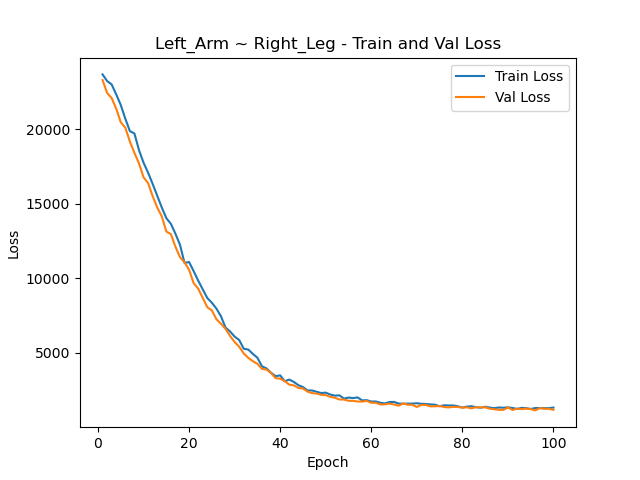 Left_Arm ~ Right_Leg - Train and Val Loss
Train Loss
Val Loss
20000
15000
10000
5000
Loss
0 20 40 60 80 100
Epoch